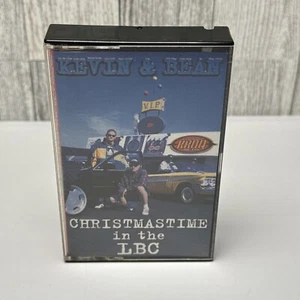 KEVIN & BEAN
V.I.P.
CHRISTMASTIME
in the
LBC